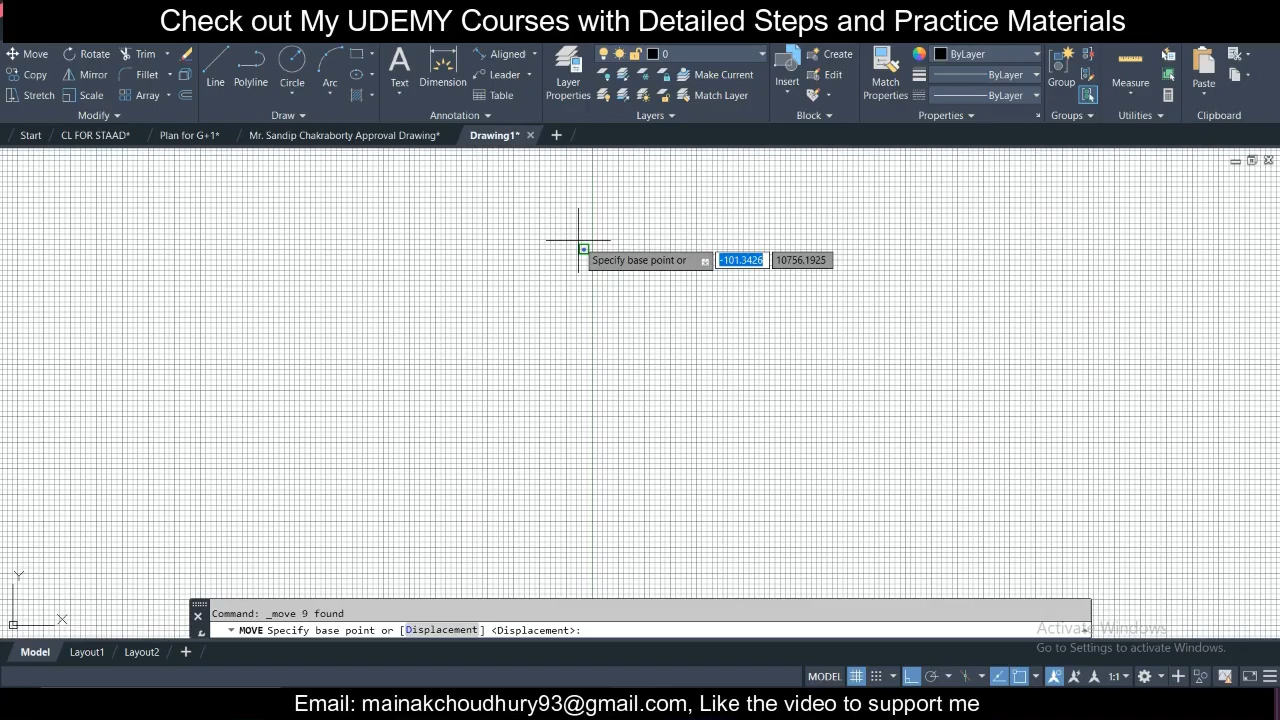 Check out My UDEMY Courses with Detailed Steps and Practice Materials
Move Rotate Trim Line Polyline Circle Arc Text Dimension Aligned Layer Properties 0 Insert Create Match Properties ByLayer Group Measure Paste
Copy Mirror Fillet Leader Make Current Edit ByLayer
Stretch Scale Array Table Match Layer ByLayer
Modify Draw Annotation Layers Block Properties Groups Utilities Clipboard
Start CL FOR STAAD* Plan for G+1* Mr. Sandip Chakraborty Approval Drawing* Drawing1*
Specify base point or -101.3426 10756.1925
Y
X
Command: _move 9 found
MOVE Specify base point or [Displacement] <Displacement>:
Activate Windows
Go to Settings to activate Windows.
Model Layout1 Layout2
MODEL 1:1
Email: mainakchoudhury93@gmail.com, Like the video to support me